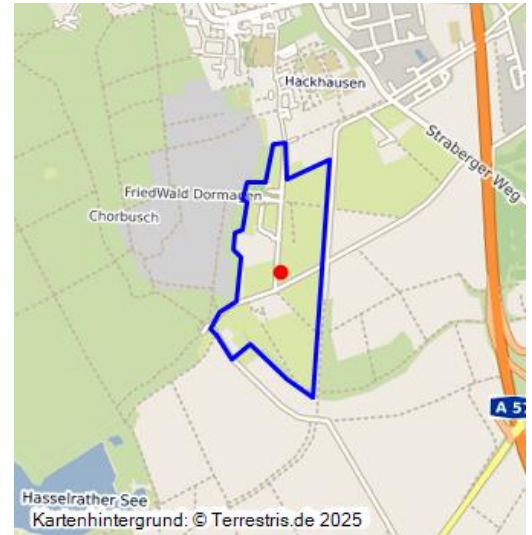 Hackhausen
Straberger Weg
FriedWald Dormagen
Chorbusch
A 57
Hasselrather See
Kartenhintergrund: © Terrestris.de 2025